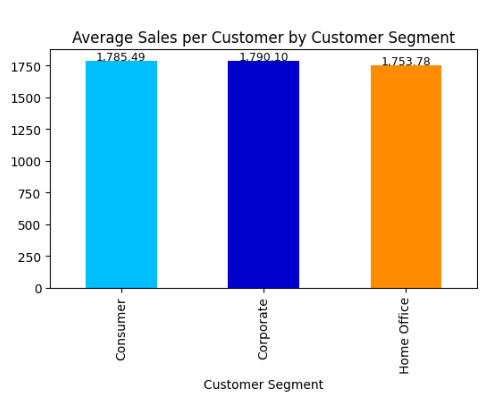 Average Sales per Customer by Customer Segment
1,785.49
1,790.10
1,753.78
1750
1500
1250
1000
750
500
250
0
Consumer
Corporate
Home Office
Customer Segment